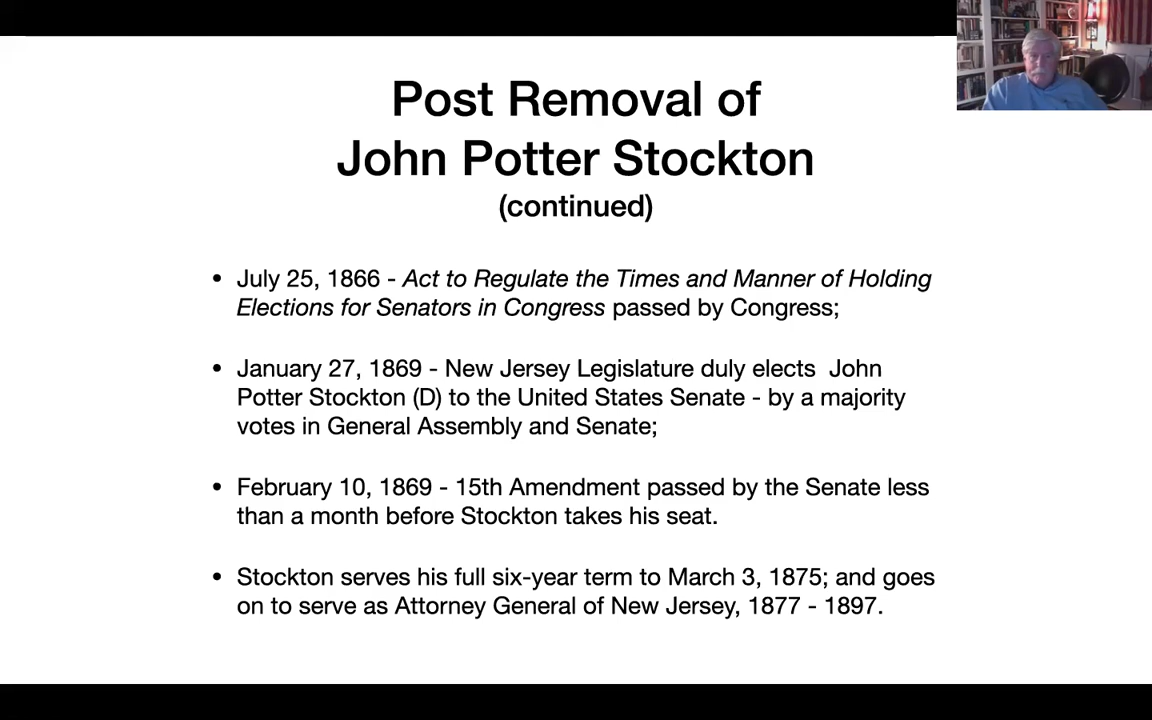 Post Removal of
John Potter Stockton
(continued)
• July 25, 1866 - Act to Regulate the Times and Manner of Holding
Elections for Senators in Congress passed by Congress;
• January 27, 1869 - New Jersey Legislature duly elects  John
Potter Stockton (D) to the United States Senate - by a majority
votes in General Assembly and Senate;
• February 10, 1869 - 15th Amendment passed by the Senate less
than a month before Stockton takes his seat.
• Stockton serves his full six-year term to March 3, 1875; and goes
on to serve as Attorney General of New Jersey, 1877 - 1897.